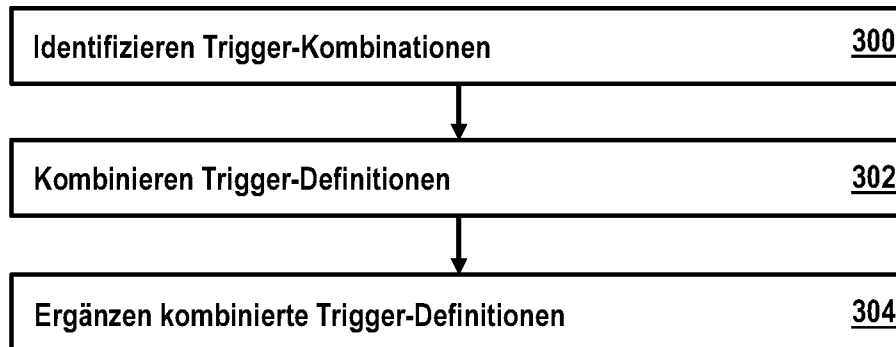 Identifizieren Trigger-Kombinationen 300
Kombinieren Trigger-Definitionen 302
Ergänzen kombinierte Trigger-Definitionen 304